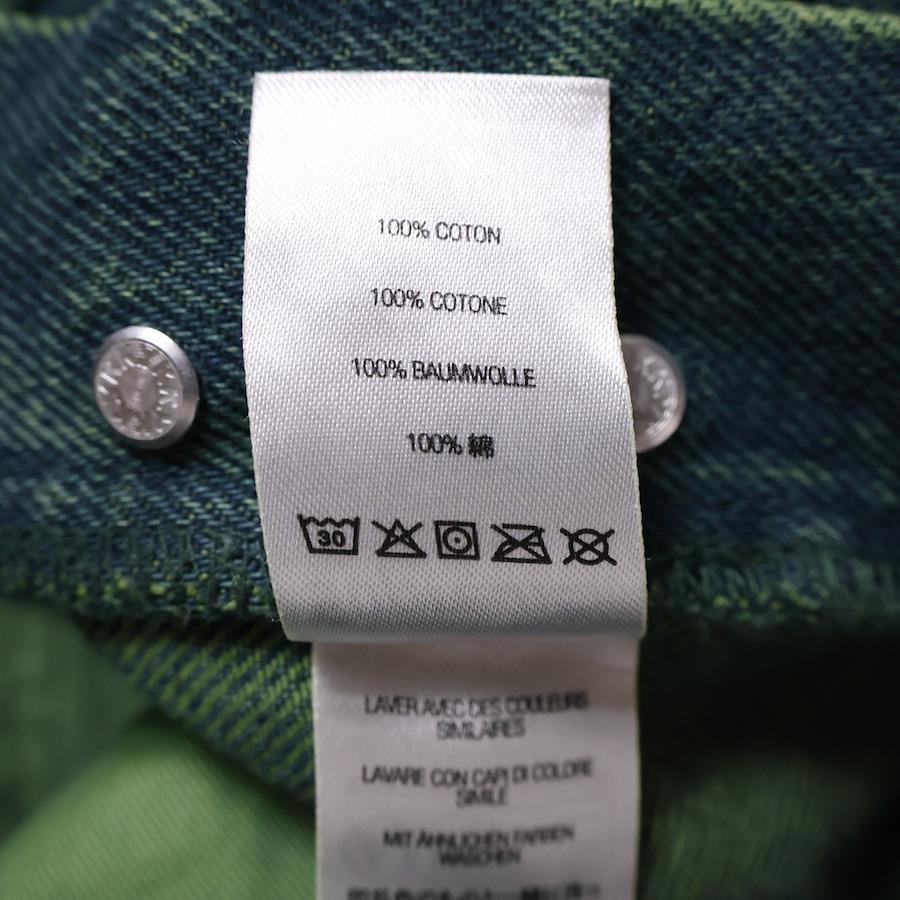 100% COTON
100% COTONE
100% BAUMWOLLE
100% 綿
30
LAVER AVEC DES COULEURS
SIMILAIRES
LAVARE CON CAPI DI COLORE
SIMILE
MIT ÄHNLICHEN FARBEN
WASCHEN